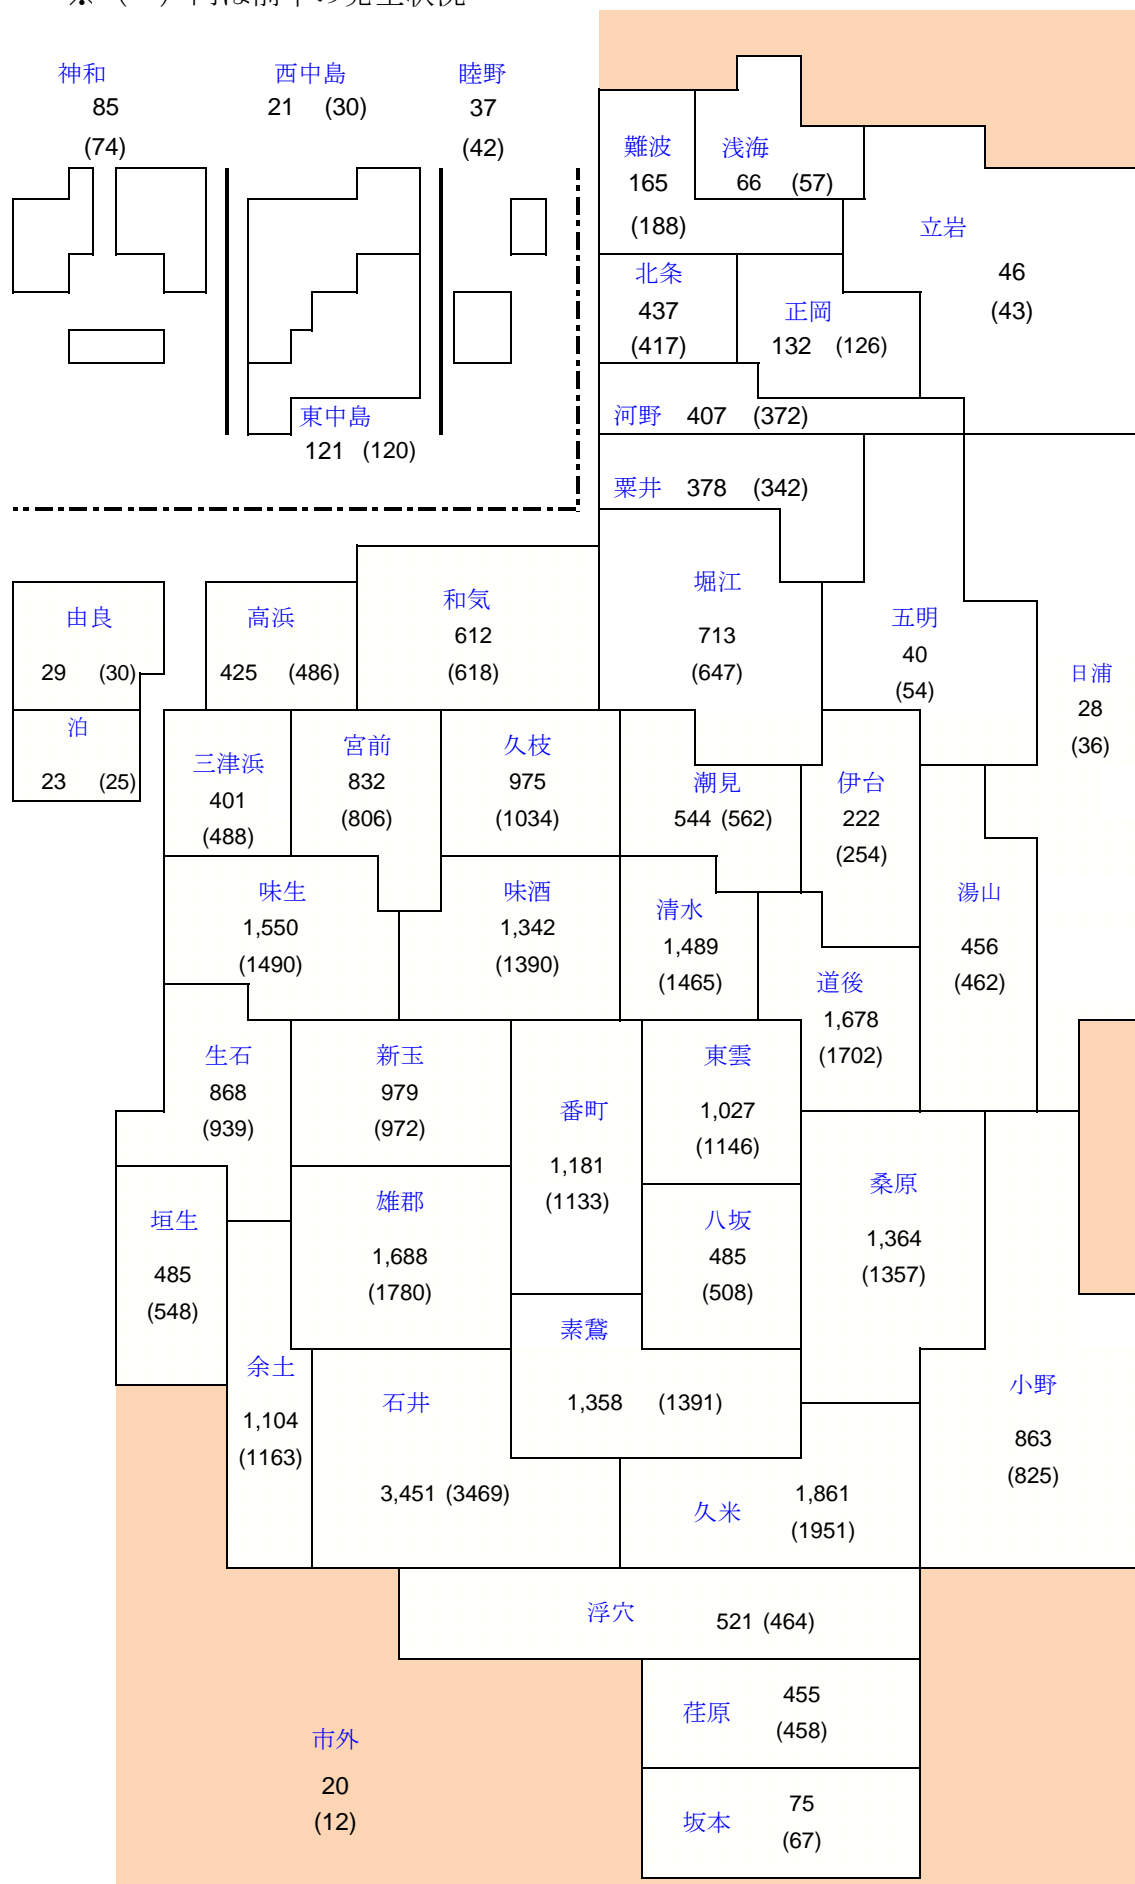 神和
85
(74)
西中島
21 (30)
睦野
37
(42)
難波
165
(188)
浅海
66 (57)
立岩
46
(43)
北条
437
(417)
正岡
132 (126)
東中島
121 (120)
河野 407 (372)
粟井 378 (342)
由良
29 (30)
高浜
425 (486)
和気
612
(618)
堀江
713
(647)
五明
40
(54)
日浦
28
(36)
泊
23 (25)
三津浜
401
(488)
宮前
832
(806)
久枝
975
(1034)
潮見
544 (562)
伊台
222
(254)
味生
1,550
(1490)
味酒
1,342
(1390)
清水
1,489
(1465)
湯山
456
(462)
道後
1,678
(1702)
生石
868
(939)
新玉
979
(972)
番町
1,181
(1133)
東雲
1,027
(1146)
桑原
1,364
(1357)
垣生
485
(548)
雄郡
1,688
(1780)
八坂
485
(508)
素鵞
1,358 (1391)
余土
1,104
(1163)
石井
3,451 (3469)
小野
863
(825)
久米
1,861
(1951)
浮穴
521 (464)
荏原
455
(458)
市外
20
(12)
坂本
75
(67)